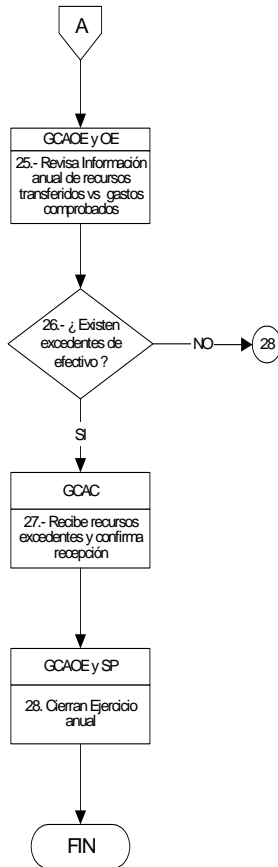 A
GCAOE y OE
25.- Revisa Información
anual de recursos
transferidos vs gastos
comprobados
26.- ¿ Existen
excedentes de
efectivo ?
NO
28
SI
GCAC
27.- Recibe recursos
excedentes y confirma
recepción
GCAOE y SP
28. Cierran Ejercicio
anual
FIN